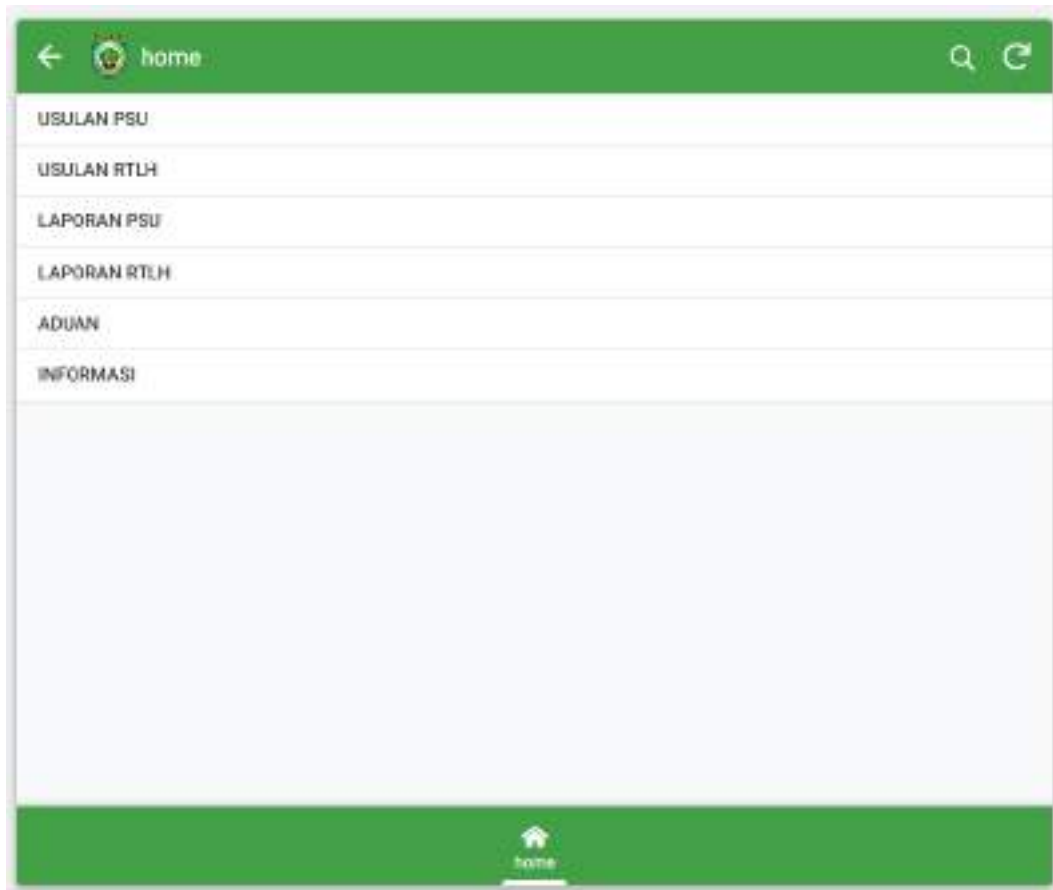 home
USULAN PSU
USULAN RTLH
LAPORAN PSU
LAPORAN RTLH
ADUAN
INFORMASI
home